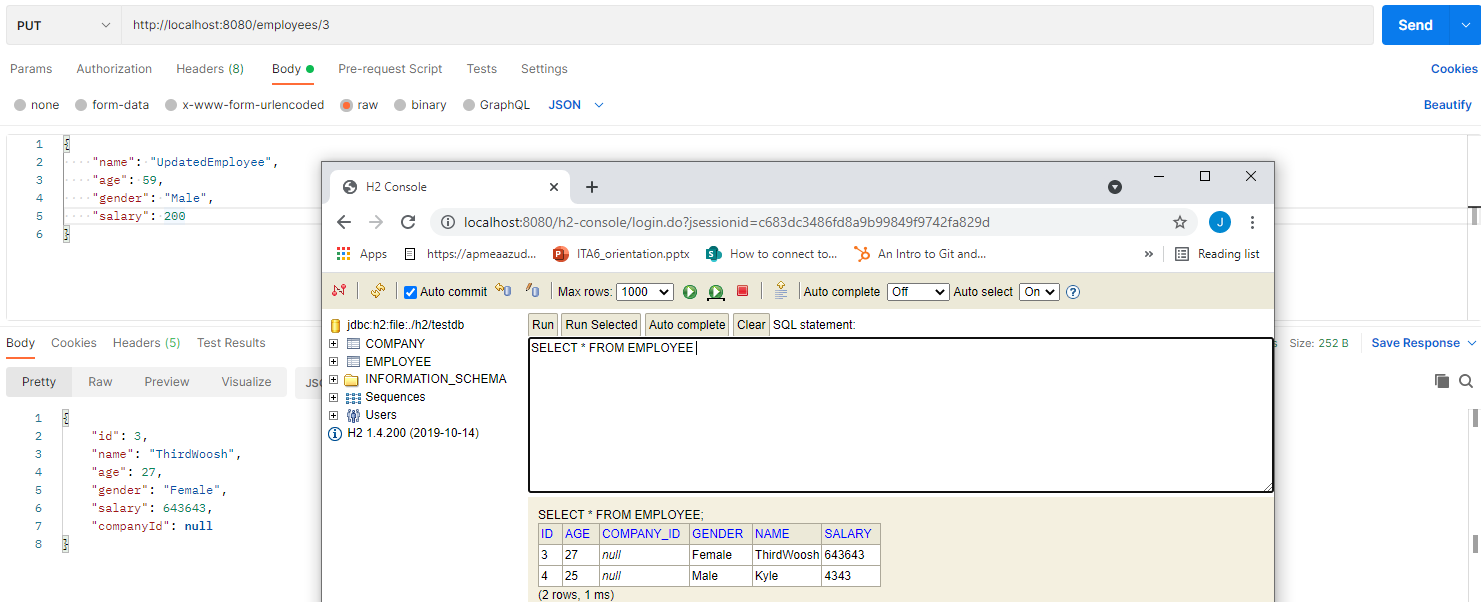 PUT http://localhost:8080/employees/3 Send
Params Authorization Headers (8) Body Pre-request Script Tests Settings Cookies
none form-data x-www-form-urlencoded raw binary GraphQL JSON Beautify
1 {
2 "name": "UpdatedEmployee",
3 "age": 59,
4 "gender": "Male",
5 "salary": 200
6 }
Body Cookies Headers (5) Test Results
Size: 252 B Save Response
Pretty Raw Preview Visualize
1 {
2 "id": 3,
3 "name": "ThirdWoosh",
4 "age": 27,
5 "gender": "Female",
6 "salary": 643643,
7 "companyId": null
8 }
H2 Console
localhost:8080/h2-console/login.do?jsessionid=c683dc3486fd8a9b99849f9742fa829d
J
Apps https://apmeaazud... ITA6_orientation.pptx How to connect to... An Intro to Git and... » Reading list
Auto commit Max rows: 1000 Auto complete Off Auto select On ?
jdbc:h2:file:./h2/testdb
COMPANY
EMPLOYEE
INFORMATION_SCHEMA
Sequences
Users
H2 1.4.200 (2019-10-14)
Run Run Selected Auto complete Clear SQL statement:
SELECT * FROM EMPLOYEE
SELECT * FROM EMPLOYEE;
ID AGE COMPANY_ID GENDER NAME SALARY
3 27 null Female ThirdWoosh 643643
4 25 null Male Kyle 4343
(2 rows, 1 ms)